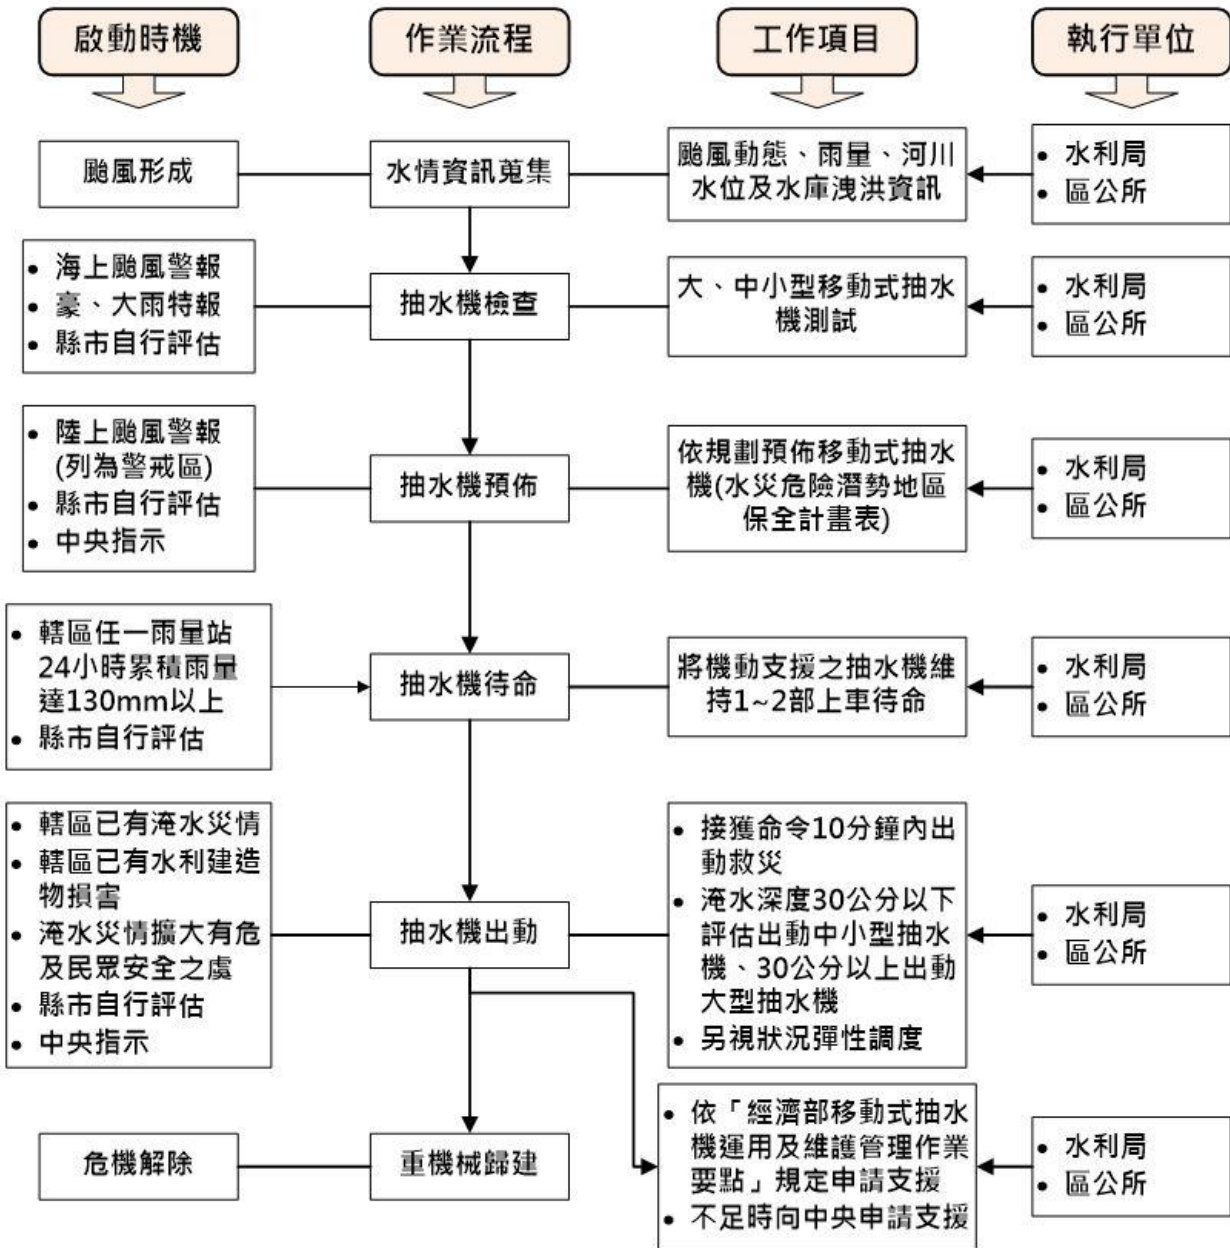 啟動時機
作業流程
工作項目
執行單位
颱風形成
水情資訊蒐集
颱風動態、雨量、河川
水位及水庫洩洪資訊
• 水利局
• 區公所
• 海上颱風警報
• 豪、大雨特報
• 縣市自行評估
抽水機檢查
大、中小型移動式抽水
機測試
• 水利局
• 區公所
• 陸上颱風警報
(列為警戒區)
• 縣市自行評估
• 中央指示
抽水機預佈
依規劃預佈移動式抽水
機(水災危險潛勢地區
保全計畫表)
• 水利局
• 區公所
• 轄區任一雨量站
24小時累積雨量
達130mm以上
• 縣市自行評估
抽水機待命
將機動支援之抽水機維
持1~2部上車待命
• 水利局
• 區公所
• 轄區已有淹水災情
• 轄區已有水利建造
物損害
• 淹水災情擴大有危
及民眾安全之虞
• 縣市自行評估
• 中央指示
抽水機出動
• 接獲命令10分鐘內出
動救災
• 淹水深度30公分以下
評估出動中小型抽水
機、30公分以上出動
大型抽水機
• 另視狀況彈性調度
• 水利局
• 區公所
危機解除
重機械歸建
• 依「經濟部移動式抽水
機運用及維護管理作業
要點」規定申請支援
• 不足時向中央申請支援
• 水利局
• 區公所